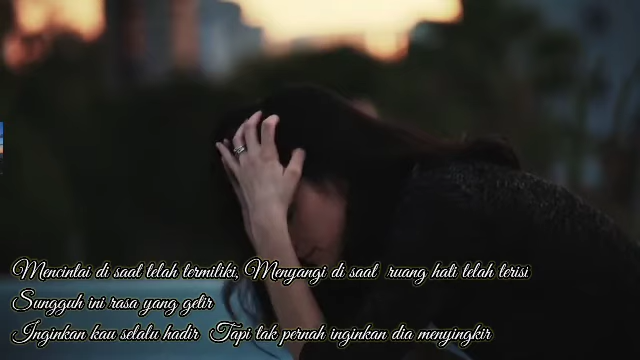 Mencintai di saat telah termiliki, Menyangi di saat ruang hati telah terisi
Sungguh ini rasa yang getir
Inginkan kau selalu hadir Tapi tak pernah inginkan dia menyingkir